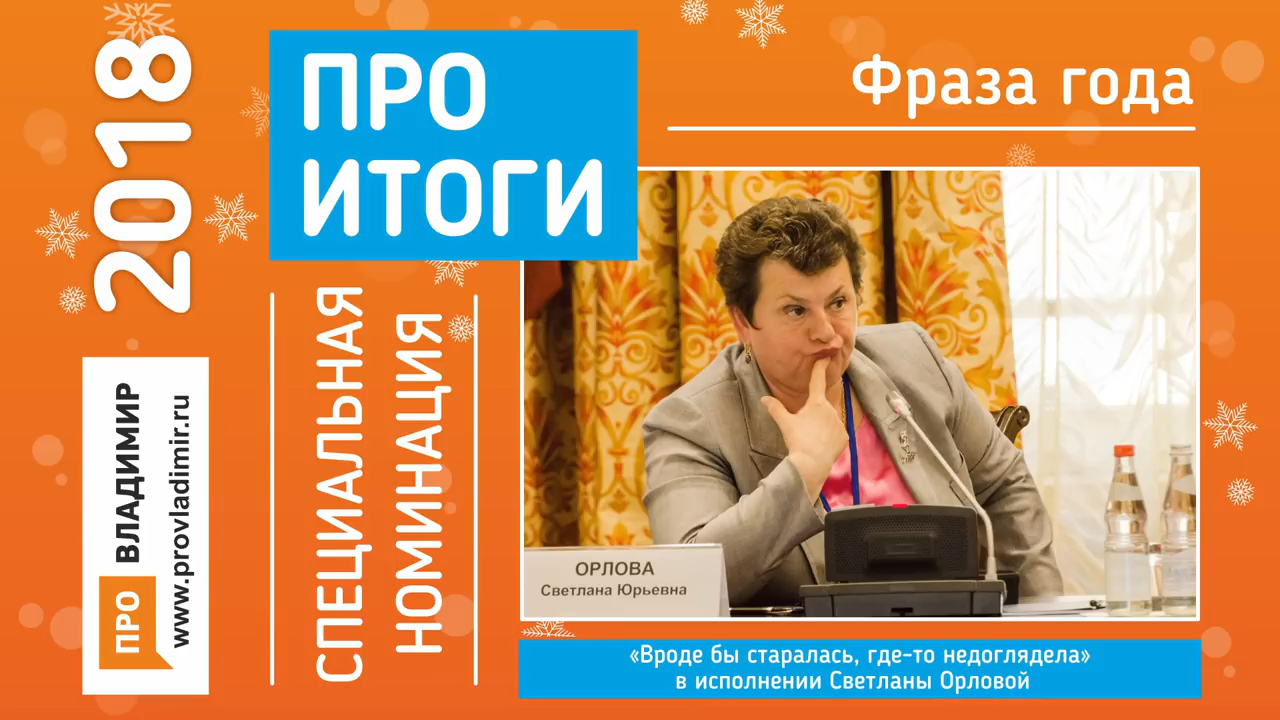 2018
ПРО
ИТОГИ
Фраза года
СПЕЦИАЛЬНАЯ
НОМИНАЦИЯ
ПРО
ВЛАДИМИР
www.provladimir.ru
ОРЛОВА
Светлана Юрьевна
«Вроде бы старалась, где-то недоглядела»
в исполнении Светланы Орловой